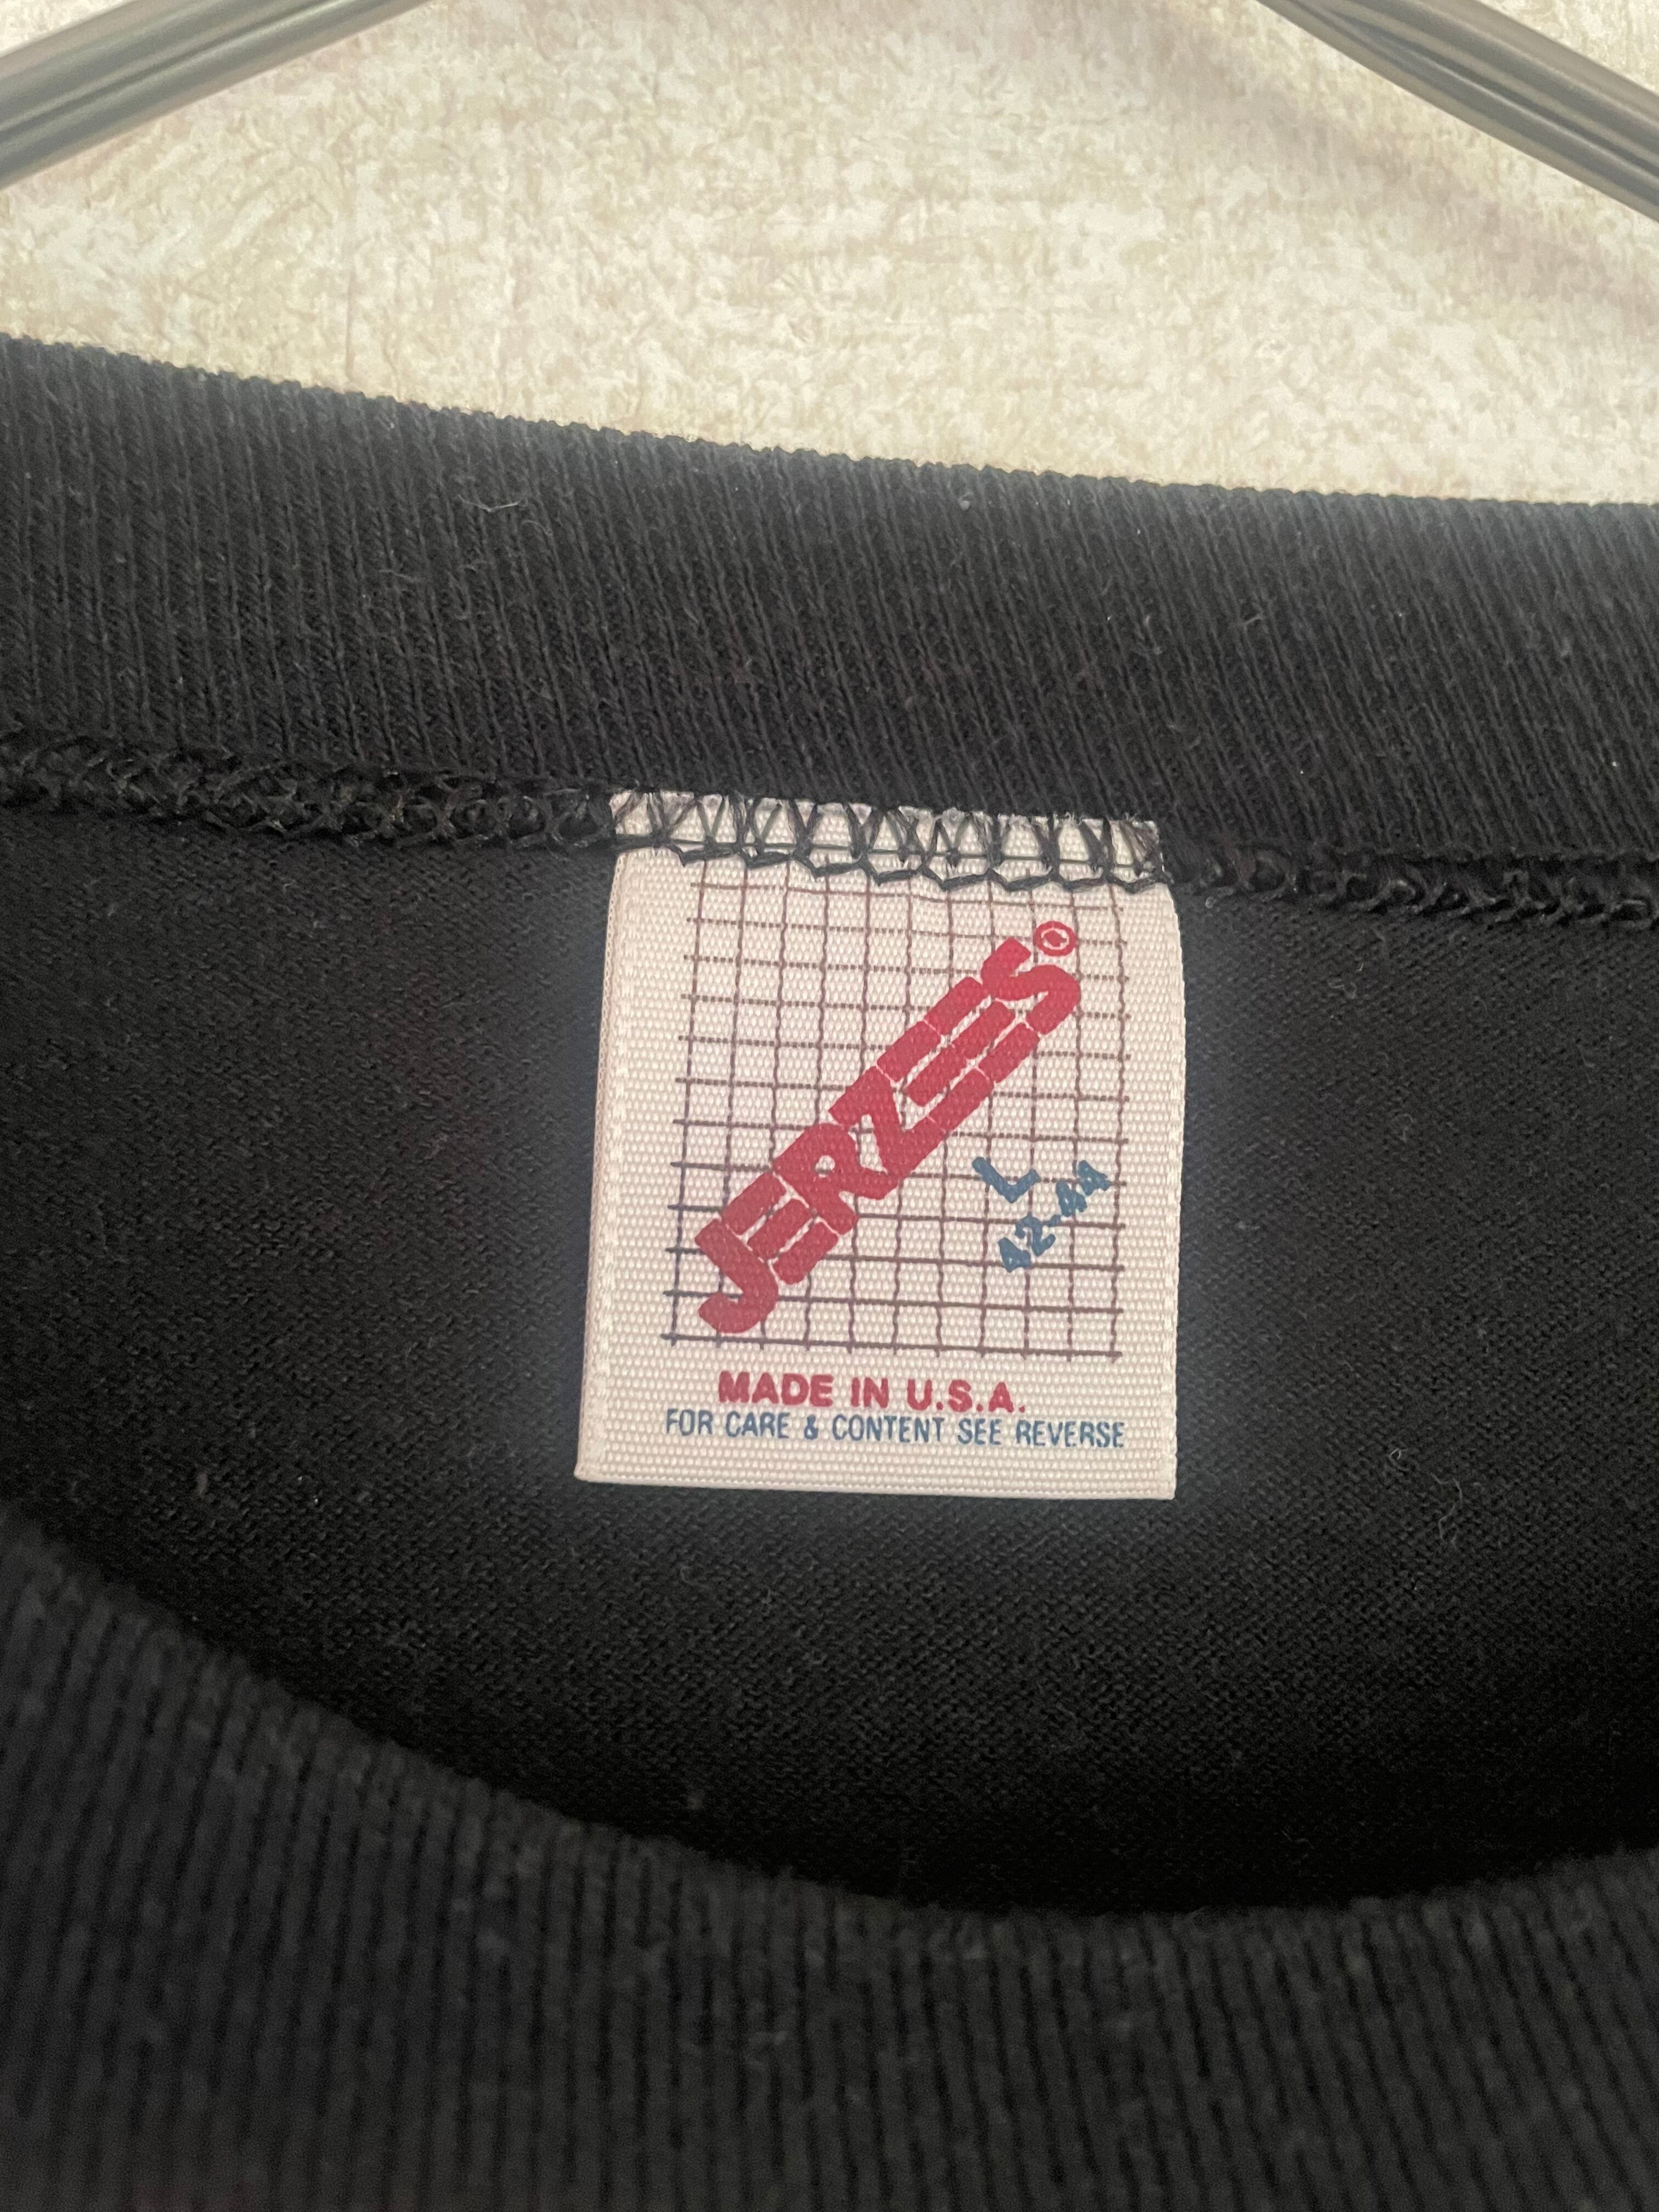 JERZEES®
L
42-44
MADE IN U.S.A.
FOR CARE & CONTENT SEE REVERSE